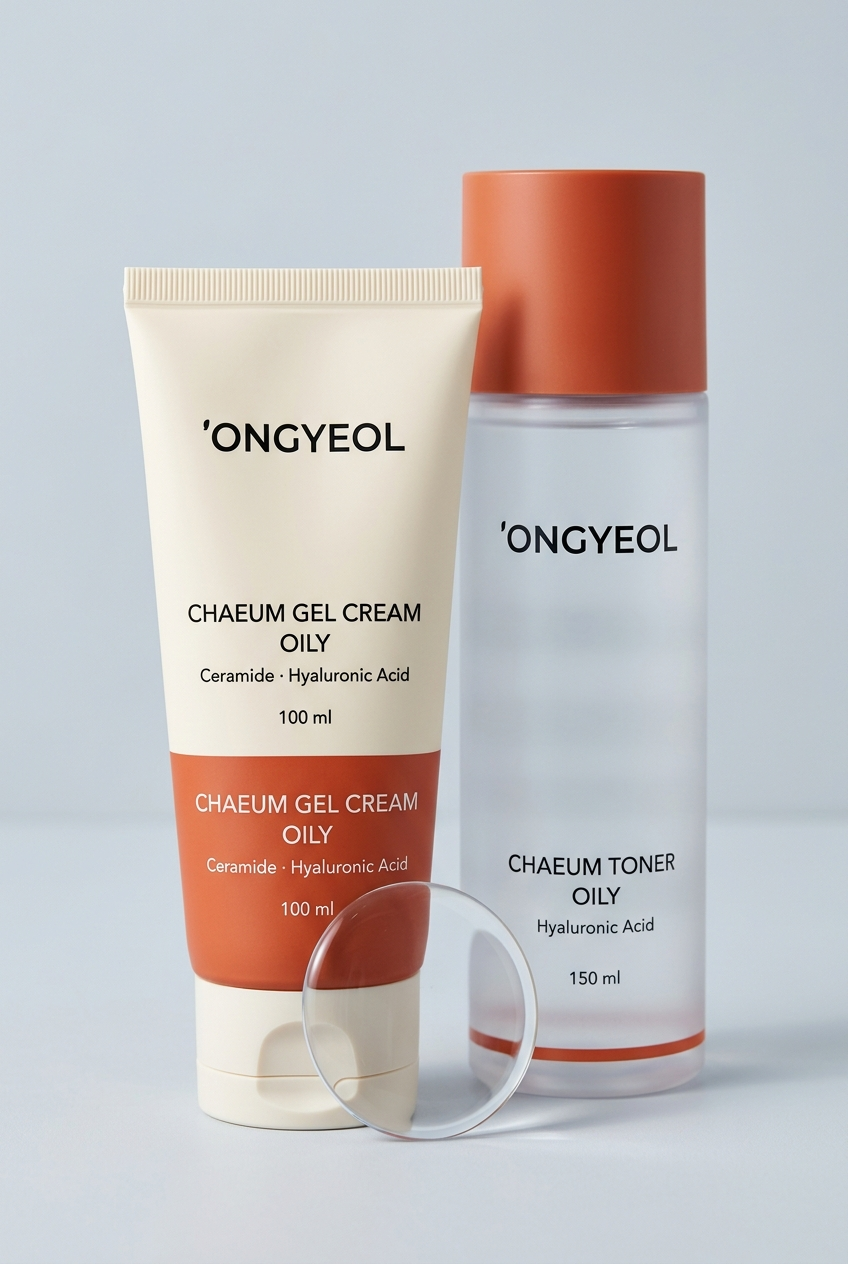 'ONGYEOL
CHAEUM GEL CREAM
OILY
Ceramide · Hyaluronic Acid
100 ml
CHAEUM GEL CREAM
OILY
Ceramide · Hyaluronic Acid
100 ml
'ONGYEOL
CHAEUM TONER
OILY
Hyaluronic Acid
150 ml